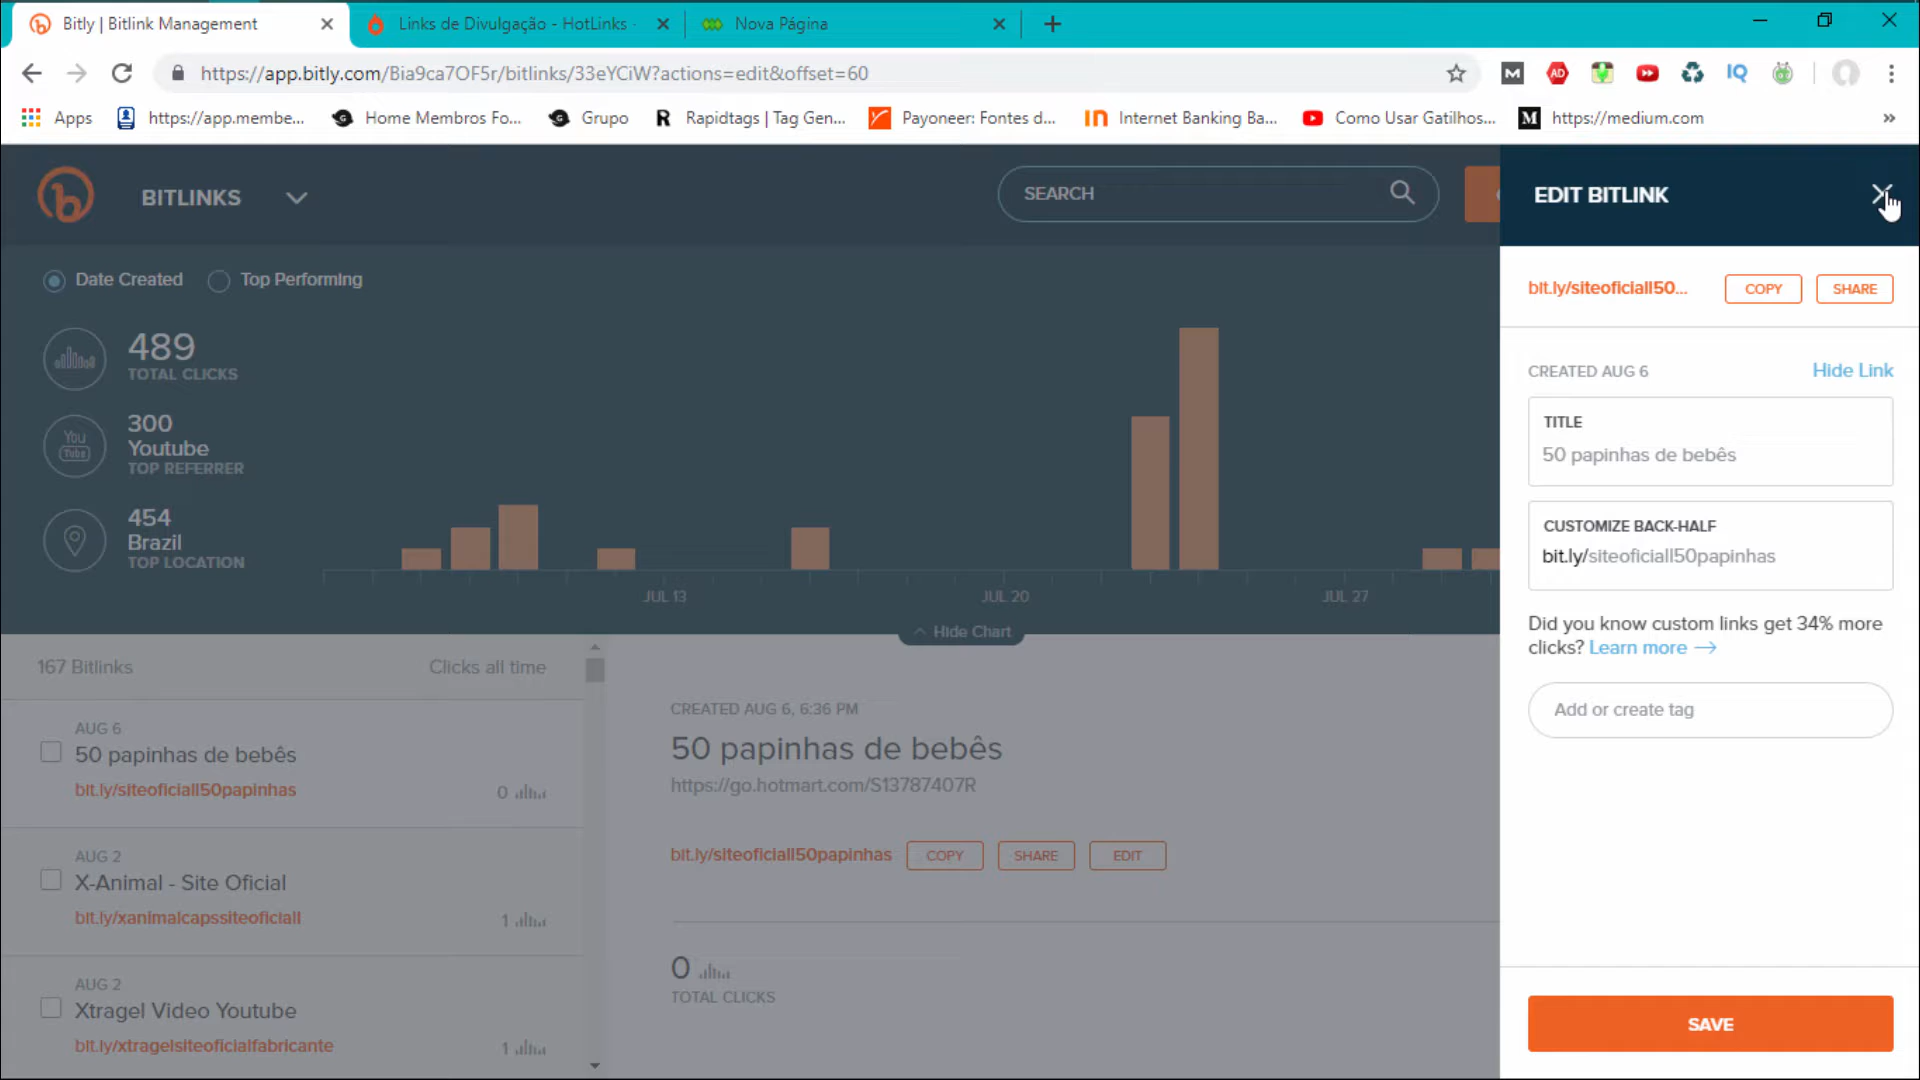 Bitly | Bitlink Management
Links de Divulgação - HotLinks -
Nova Página
https://app.bitly.com/Bia9ca7OF5r/bitlinks/33eYCiW?actions=edit&offset=60
Apps
https://app.membe...
Home Membros Fo...
Grupo
Rapidtags | Tag Gen...
Payoneer: Fontes d...
Internet Banking Ba...
Como Usar Gatilhos...
https://medium.com
BITLINKS
SEARCH
EDIT BITLINK
Date Created
Top Performing
bit.ly/siteoficiall50...
COPY
SHARE
489
TOTAL CLICKS
300
Youtube
TOP REFERRER
454
Brazil
TOP LOCATION
JUL 13
JUL 20
JUL 27
Hide Chart
CREATED AUG 6
Hide Link
TITLE
50 papinhas de bebês
CUSTOMIZE BACK-HALF
bit.ly/siteoficiall50papinhas
Did you know custom links get 34% more
clicks? Learn more →
Add or create tag
SAVE
167 Bitlinks
Clicks all time
AUG 6
50 papinhas de bebês
bit.ly/siteoficiall50papinhas
0
AUG 2
X-Animal - Site Oficial
bit.ly/xanimalcapssiteoficiall
1
AUG 2
Xtragel Video Youtube
bit.ly/xtragelsiteoficialfabricante
1
CREATED AUG 6, 6:36 PM
50 papinhas de bebês
https://go.hotmart.com/S13787407R
bit.ly/siteoficiall50papinhas
COPY
SHARE
EDIT
0
TOTAL CLICKS